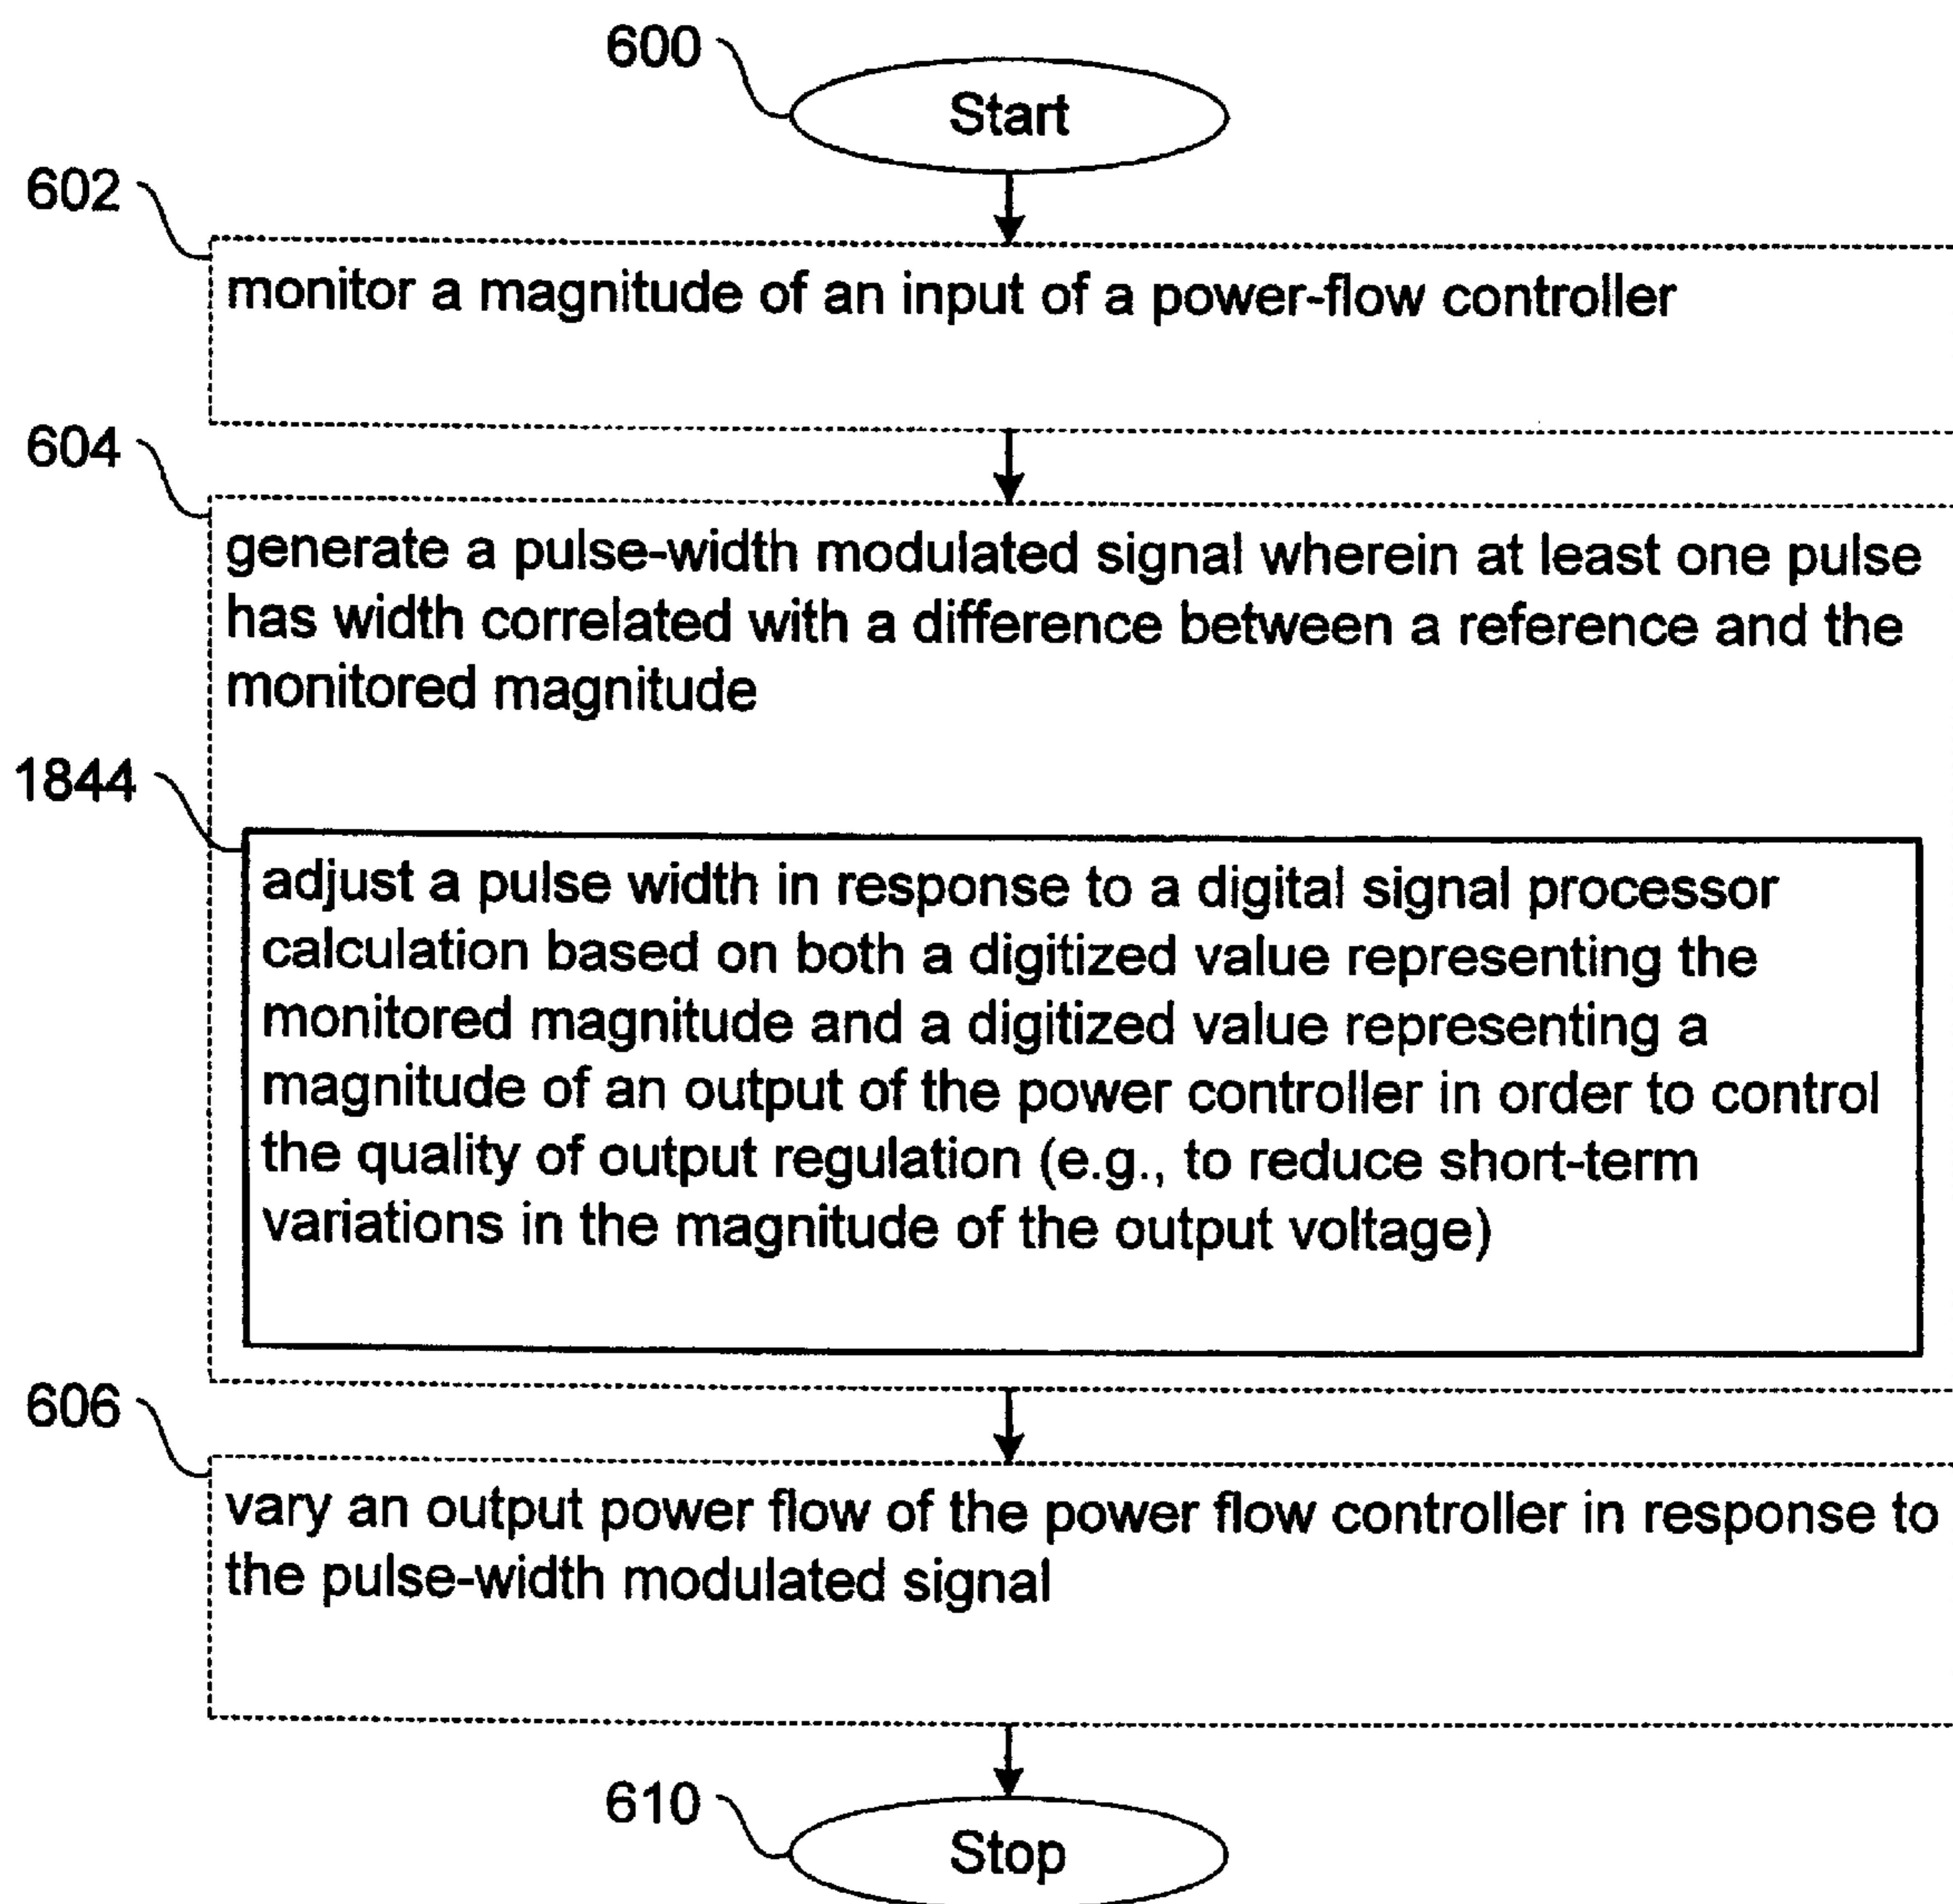 600
Start
602
monitor a magnitude of an input of a power-flow controller
604
generate a pulse-width modulated signal wherein at least one pulse
has width correlated with a difference between a reference and the
monitored magnitude
1844
adjust a pulse width in response to a digital signal processor
calculation based on both a digitized value representing the
monitored magnitude and a digitized value representing a
magnitude of an output of the power controller in order to control
the quality of output regulation (e.g., to reduce short-term
variations in the magnitude of the output voltage)
606
vary an output power flow of the power flow controller in response to
the pulse-width modulated signal
610
Stop